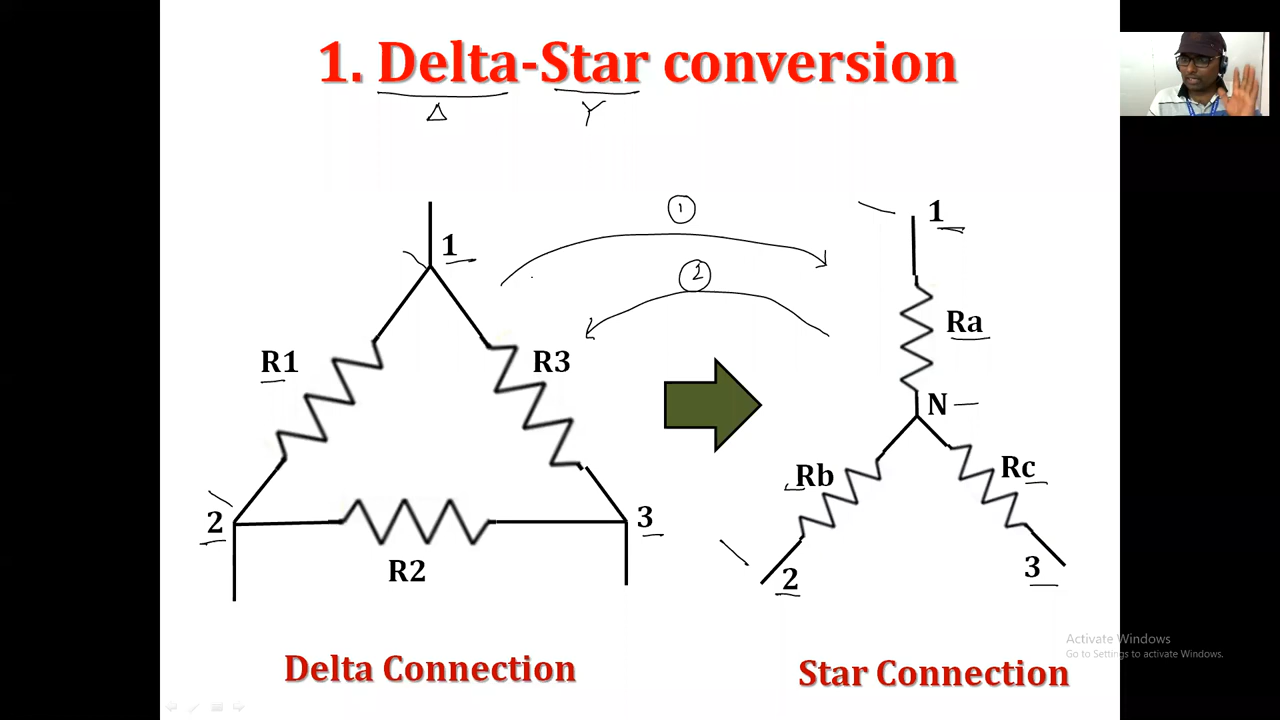 1. Delta-Star conversion
Δ Y
1
1
2
1
R1
R3
Ra
N
2
3
R2
Rb
Rc
2
3
Activate Windows
Go to Settings to activate Windows.
Delta Connection
Star Connection